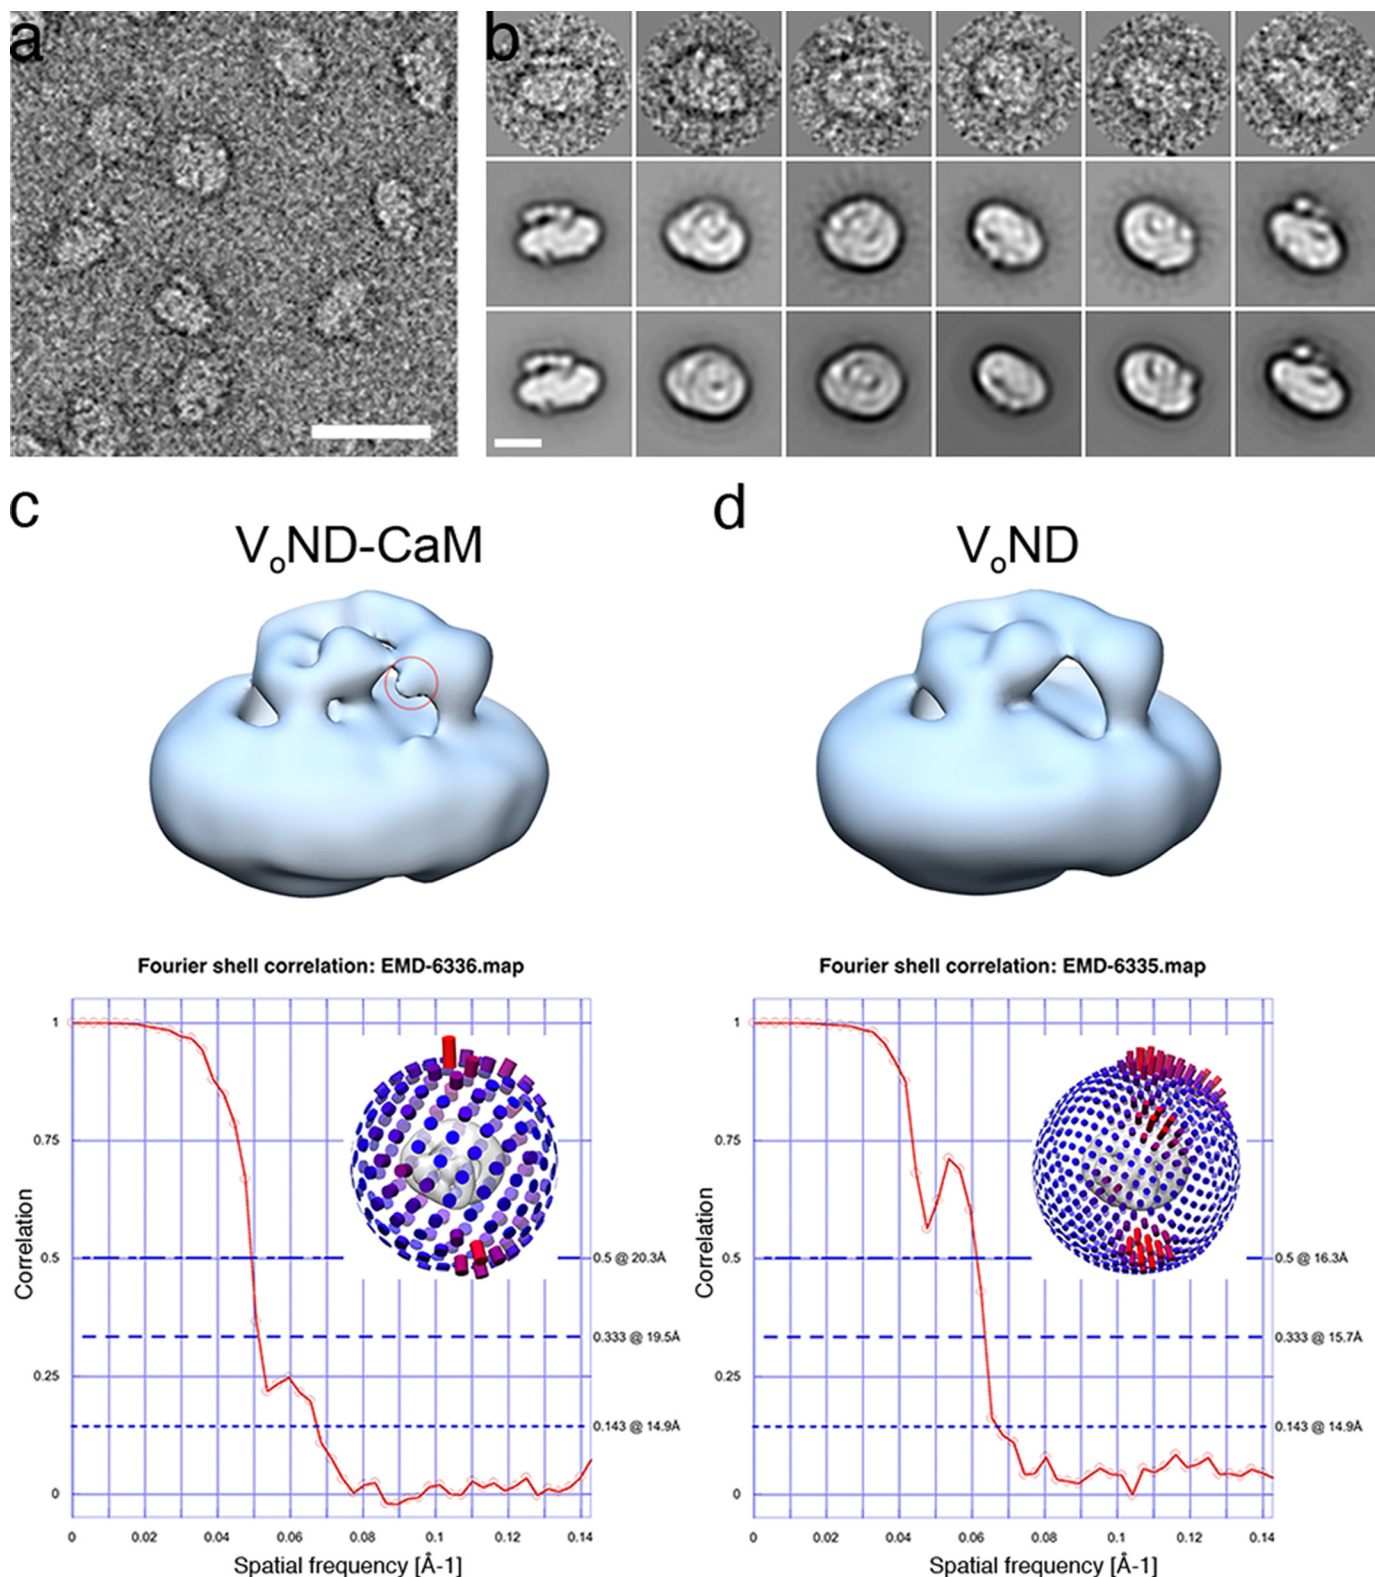 a
b
c
d
VₒND-CaM
VₒND
Fourier shell correlation: EMD-6336.map
1
0.75
0.5
0.25
0
Correlation
0.5 @ 20.3Å
0.333 @ 19.5Å
0.143 @ 14.9Å
0
0.02
0.04
0.06
0.08
0.1
0.12
0.14
Spatial frequency [Å-1]
Fourier shell correlation: EMD-6335.map
1
0.75
0.5
0.25
0
Correlation
0.5 @ 16.3Å
0.333 @ 15.7Å
0.143 @ 14.9Å
0
0.02
0.04
0.06
0.08
0.1
0.12
0.14
Spatial frequency [Å-1]